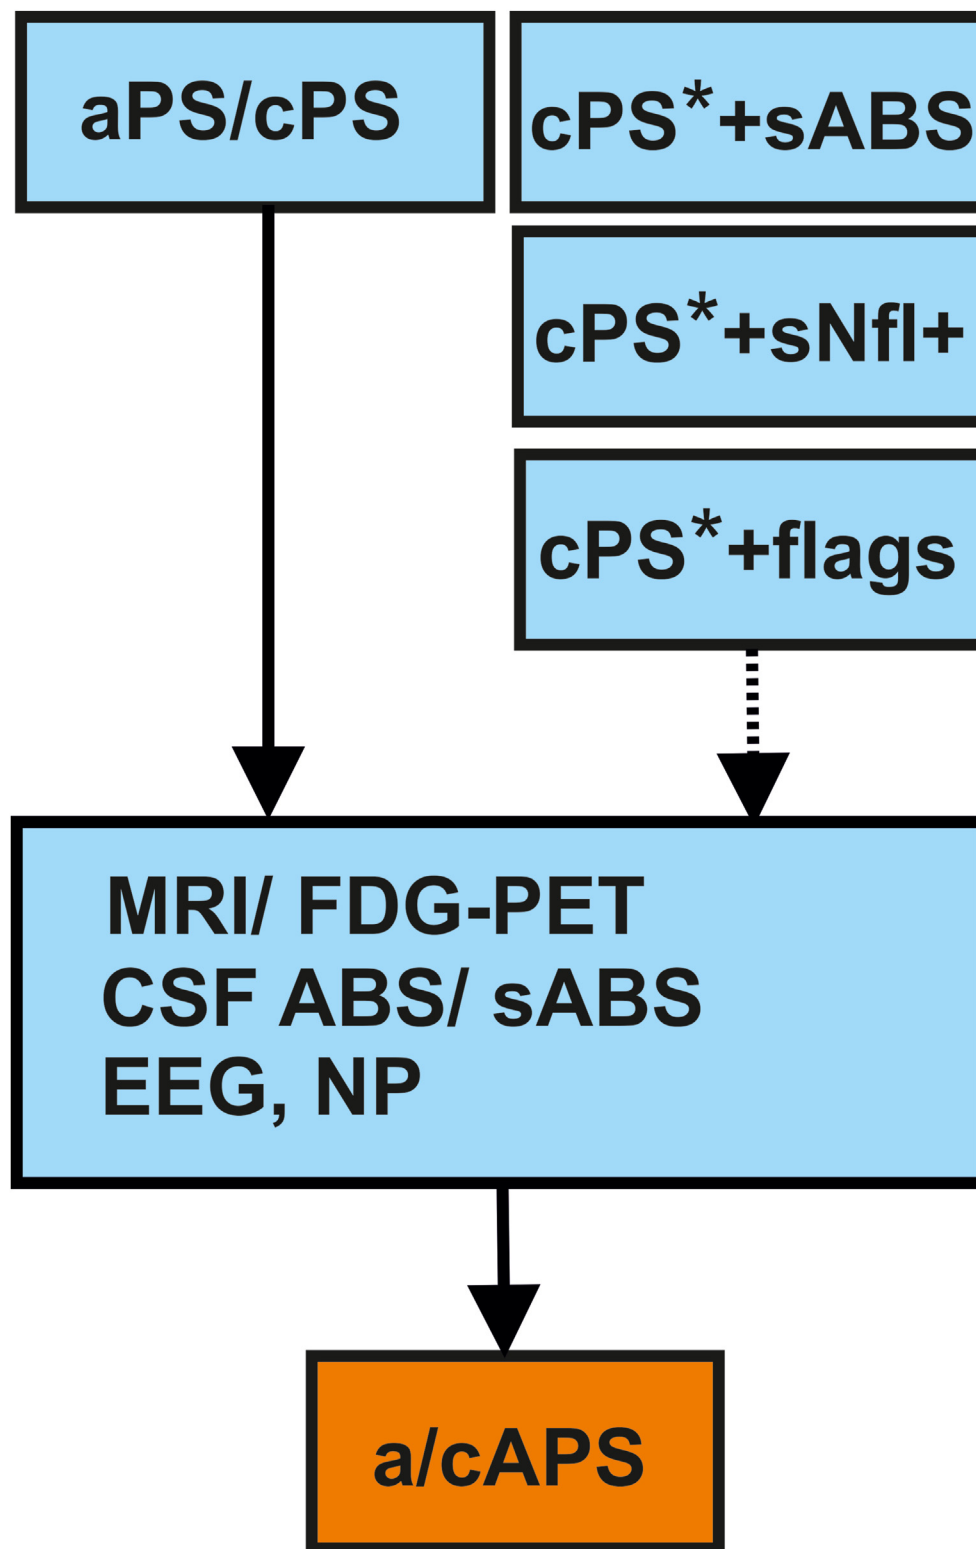 aPS/cPS
cPS*+sABS
cPS*+sNfl+
cPS*+flags
MRI/ FDG-PET
CSF ABS/ sABS
EEG, NP
a/cAPS